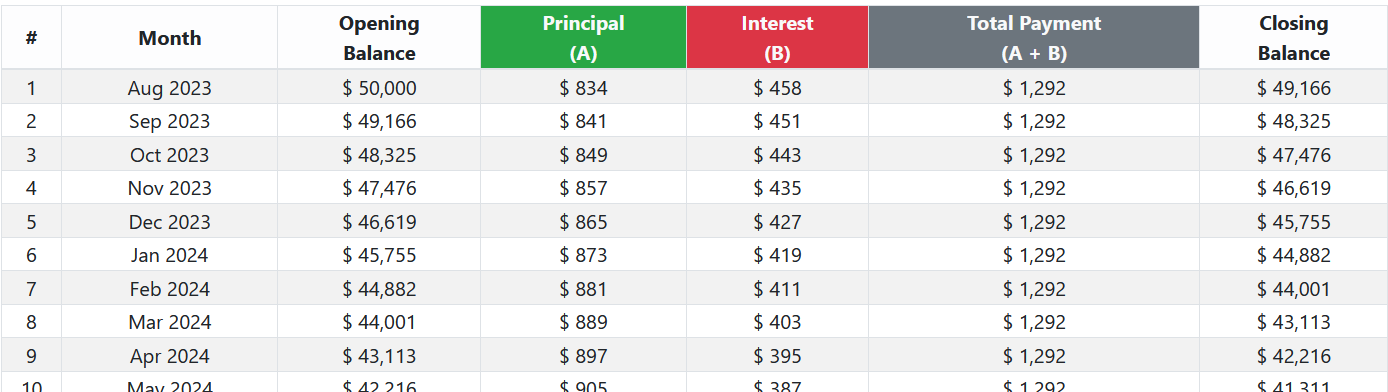 # Month Opening Balance Principal (A) Interest (B) Total Payment (A + B) Closing Balance
1 Aug 2023 $ 50,000 $ 834 $ 458 $ 1,292 $ 49,166
2 Sep 2023 $ 49,166 $ 841 $ 451 $ 1,292 $ 48,325
3 Oct 2023 $ 48,325 $ 849 $ 443 $ 1,292 $ 47,476
4 Nov 2023 $ 47,476 $ 857 $ 435 $ 1,292 $ 46,619
5 Dec 2023 $ 46,619 $ 865 $ 427 $ 1,292 $ 45,755
6 Jan 2024 $ 45,755 $ 873 $ 419 $ 1,292 $ 44,882
7 Feb 2024 $ 44,882 $ 881 $ 411 $ 1,292 $ 44,001
8 Mar 2024 $ 44,001 $ 889 $ 403 $ 1,292 $ 43,113
9 Apr 2024 $ 43,113 $ 897 $ 395 $ 1,292 $ 42,216
10 May 2024 $ 42,216 $ 905 $ 387 $ 1,292 $ 41,311